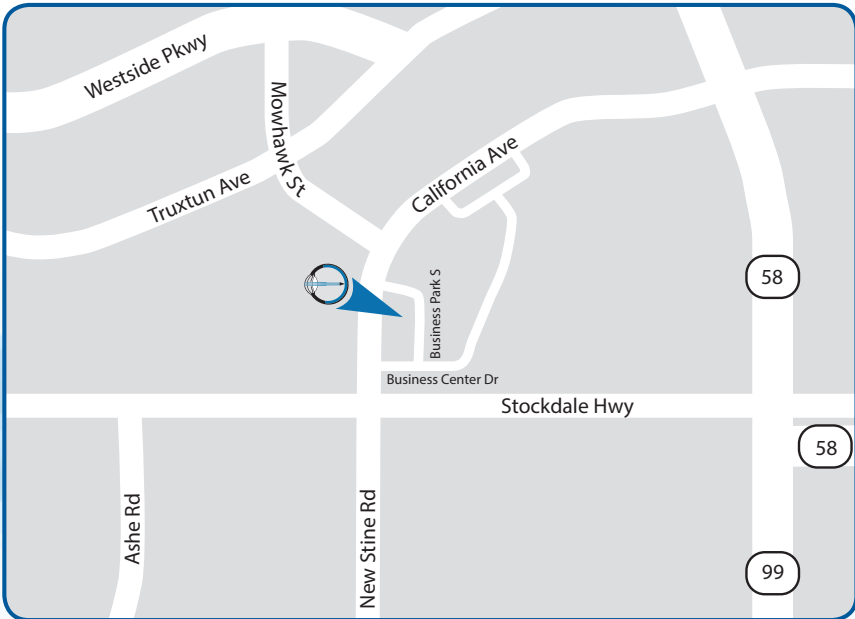 Westside Pkwy
Mowhawk St
California Ave
Truxtun Ave
58
Business Park S
Business Center Dr
Stockdale Hwy
58
Ashe Rd
New Stine Rd
99